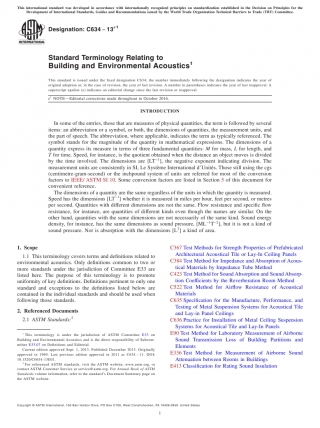 This international standard was developed in accordance with internationally recognized principles on standardization established in the Decision on Principles for the
Development of International Standards, Guides and Recommendations issued by the World Trade Organization Technical Barriers to Trade (TBT) Committee.
ASTM
INTERNATIONAL
Designation: C634 − 13ε1
Standard Terminology Relating to
Building and Environmental Acoustics1
This standard is issued under the fixed designation C634; the number immediately following the designation indicates the year of
original adoption or, in the case of revision, the year of last revision. A number in parentheses indicates the year of last reapproval. A
superscript epsilon (ε) indicates an editorial change since the last revision or reapproval.
ε1 NOTE—Editorial corrections made throughout in October 2016.
INTRODUCTION
In some of the entries, those that are measures of physical quantities, the term is followed by several
items: an abbreviation or a symbol, or both, the dimensions of quantities, the measurement units, and
the part of speech. The abbreviation, where applicable, indicates the term as typically referenced. The
symbol stands for the magnitude of the quantity in mathematical expressions. The dimensions of a
quantity express its measure in terms of three fundamental quantities: M for mass, L for length, and
T for time. Speed, for instance, is the quotient obtained when the distance an object moves is divided
by the time involved. The dimensions are [LT−1], the negative exponent indicating division. The
measurement units are consistently in SI, Le Système International d'Unités. Those still using the cgs
(centimetre-gram-second) or the inch-pound system of units are referred for most of the conversion
factors to IEEE/ASTM SI 10. Some conversion factors are listed in Section 5 of this document for
convenient reference.
The dimensions of a quantity are the same regardless of the units in which the quantity is measured.
Speed has the dimensions [LT−1] whether it is measured in miles per hour, feet per second, or metres
per second. Quantities with different dimensions are not the same. Flow resistance and specific flow
resistance, for instance, are quantities of different kinds even though the names are similar. On the
other hand, quantities with the same dimensions are not necessarily of the same kind. Sound energy
density, for instance, has the same dimensions as sound pressure, [ML−1T−2], but it is not a kind of
sound pressure. Nor is absorption with the dimensions [L2] a kind of area.
1. Scope
1.1 This terminology covers terms and definitions related to
environmental acoustics. Only definitions common to two or
more standards under the jurisdiction of Committee E33 are
listed here. The purpose of this terminology is to promote
uniformity of key definitions. Definitions pertinent to only one
standard and exceptions to the definitions listed below are
contained in the individual standards and should be used when
following those standards.
2. Referenced Documents
2.1 ASTM Standards:2
1 This terminology is under the jurisdiction of ASTM Committee E33 on
Building and Environmental Acoustics and is the direct responsibility of Subcom-
mittee E33.07 on Definitions and Editorial.
Current edition approved Sept. 1, 2013. Published December 2013. Originally
approved in 1969. Last previous edition approved in 2011 as C634 – 11. DOI:
10.1520/C0634-13E01.
2 For referenced ASTM standards, visit the ASTM website, www.astm.org, or
contact ASTM Customer Service at service@astm.org. For Annual Book of ASTM
Standards volume information, refer to the standard's Document Summary page on
the ASTM website.
C367 Test Methods for Strength Properties of Prefabricated
Architectural Acoustical Tile or Lay-In Ceiling Panels
C384 Test Method for Impedance and Absorption of Acous-
tical Materials by Impedance Tube Method
C423 Test Method for Sound Absorption and Sound Absorp-
tion Coefficients by the Reverberation Room Method
C522 Test Method for Airflow Resistance of Acoustical
Materials
C635 Specification for the Manufacture, Performance, and
Testing of Metal Suspension Systems for Acoustical Tile
and Lay-in Panel Ceilings
C636 Practice for Installation of Metal Ceiling Suspension
Systems for Acoustical Tile and Lay-In Panels
E90 Test Method for Laboratory Measurement of Airborne
Sound Transmission Loss of Building Partitions and
Elements
E336 Test Method for Measurement of Airborne Sound
Attenuation between Rooms in Buildings
E413 Classification for Rating Sound Insulation
Copyright © ASTM International, 100 Barr Harbor Drive, PO Box C700, West Conshohocken, PA 19428-2959. United States
1